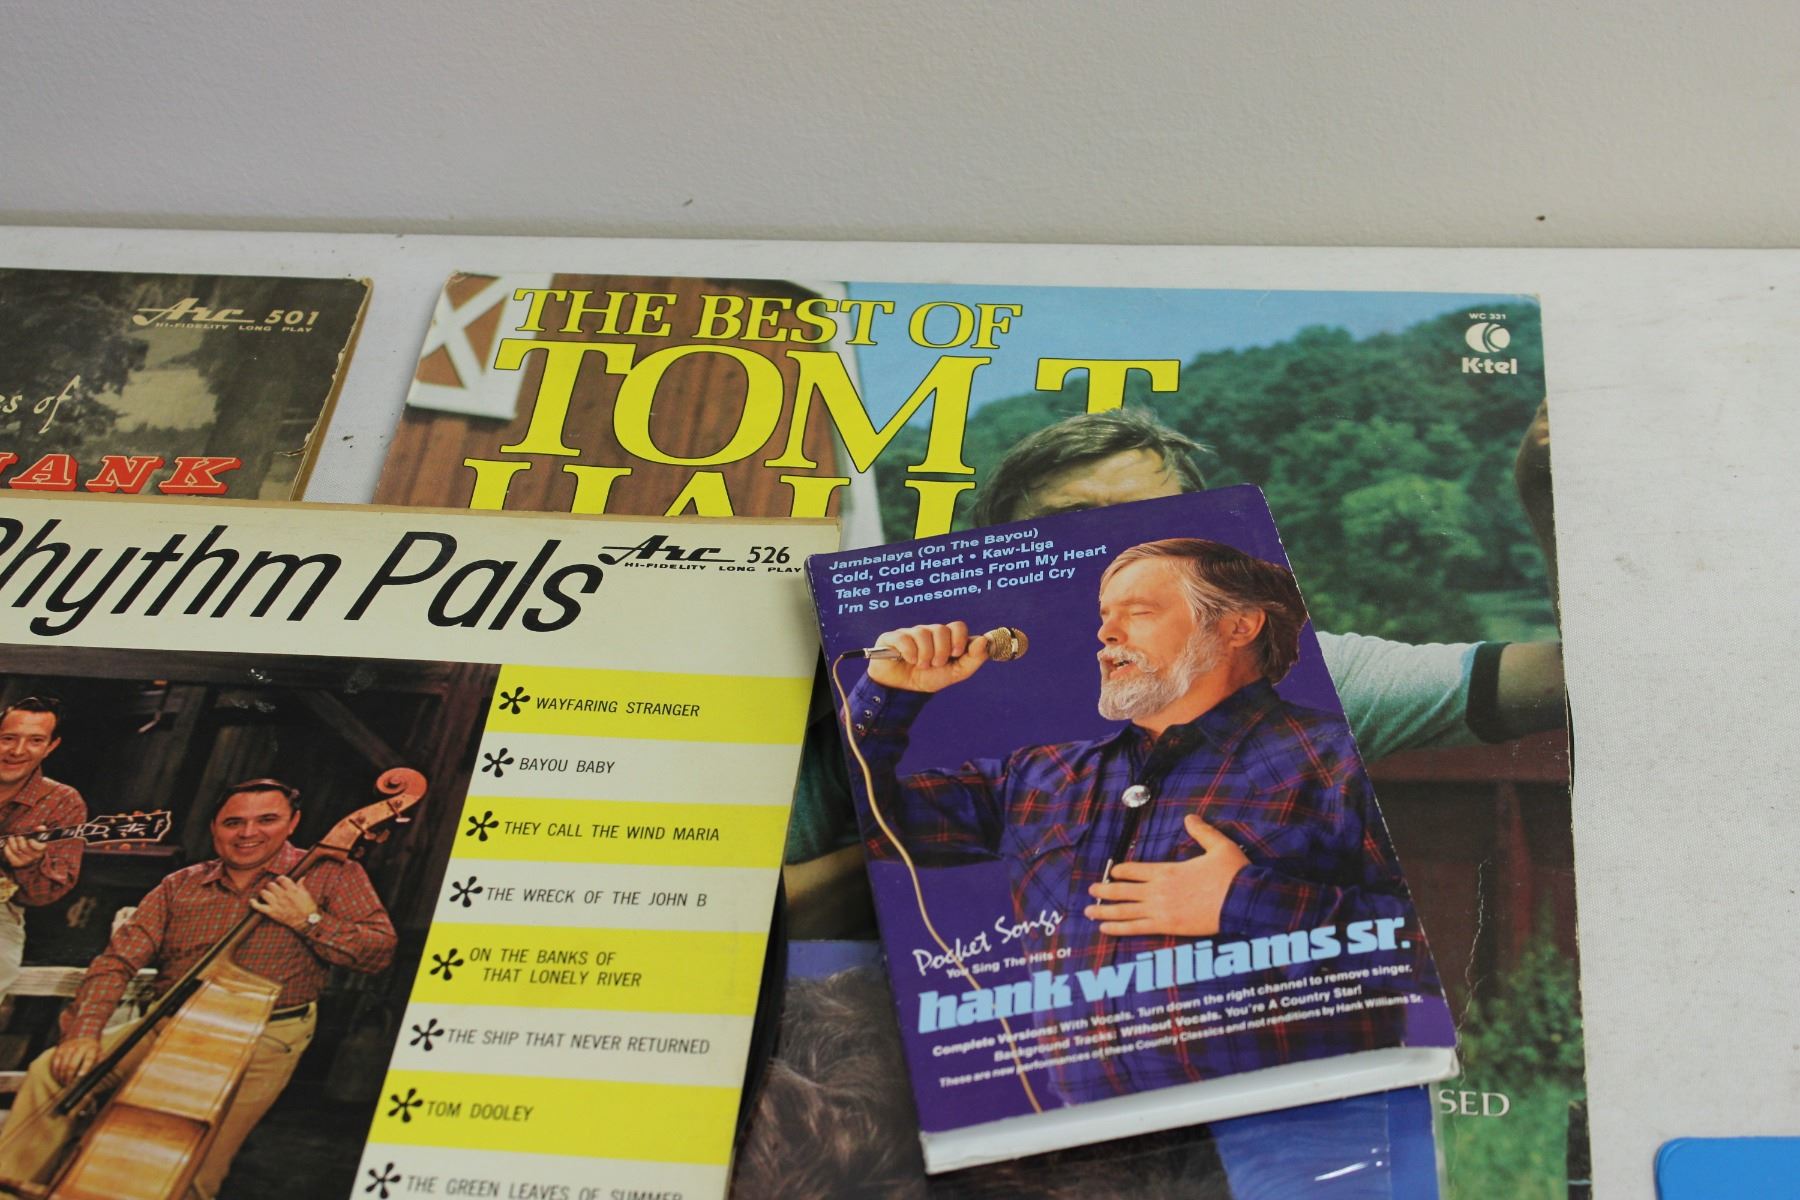 Arc 501
HI-FIDELITY LONG PLAY
of
HANK
THE BEST OF
TOM T
HALL
WC 331
K-tel
Rhythm Pals
Arc 526
HI-FIDELITY LONG PLAY
WAYFARING STRANGER
BAYOU BABY
THEY CALL THE WIND MARIA
THE WRECK OF THE JOHN B
ON THE BANKS OF
THAT LONELY RIVER
THE SHIP THAT NEVER RETURNED
TOM DOOLEY
THE GREEN LEAVES OF SUMMER
Jambalaya (On The Bayou)
Cold, Cold Heart • Kaw-Liga
Take These Chains From My Heart
I'm So Lonesome, I Could Cry
Pocket Songs
You Sing The Hits Of
hank williams sr.
Complete Versions: With Vocals. Turn down the right channel to remove singer.
Background Tracks: Without Vocals. You're A Country Star!
These are new performances of these Country Classics and not renditions by Hank Williams Sr.
SED